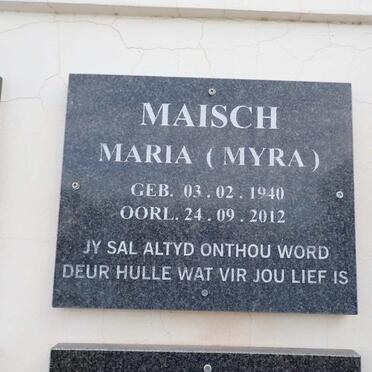 MAISCH
MARIA ( MYRA )
GEB. 03 . 02 . 1940
OORL. 24 . 09 . 2012
JY SAL ALTYD ONTHOU WORD
DEUR HULLE WAT VIR JOU LIEF IS